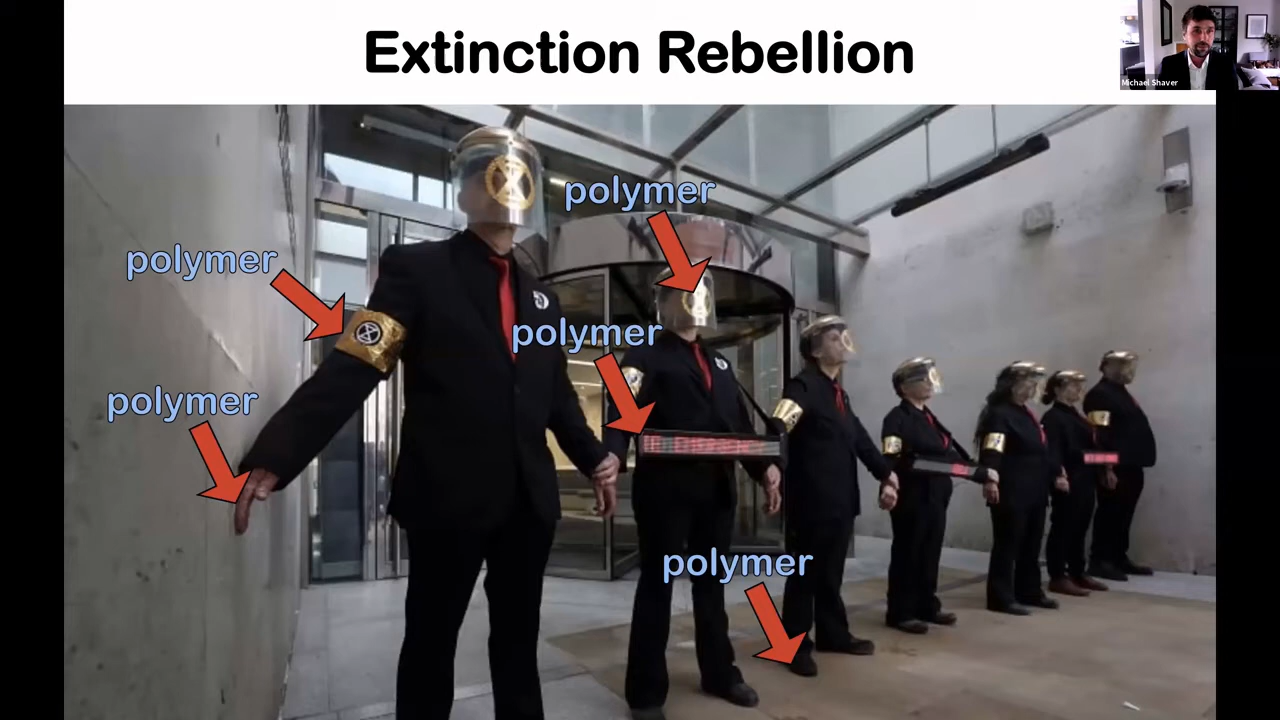 Extinction Rebellion
Michael Shaver
polymer
polymer
polymer
polymer
polymer